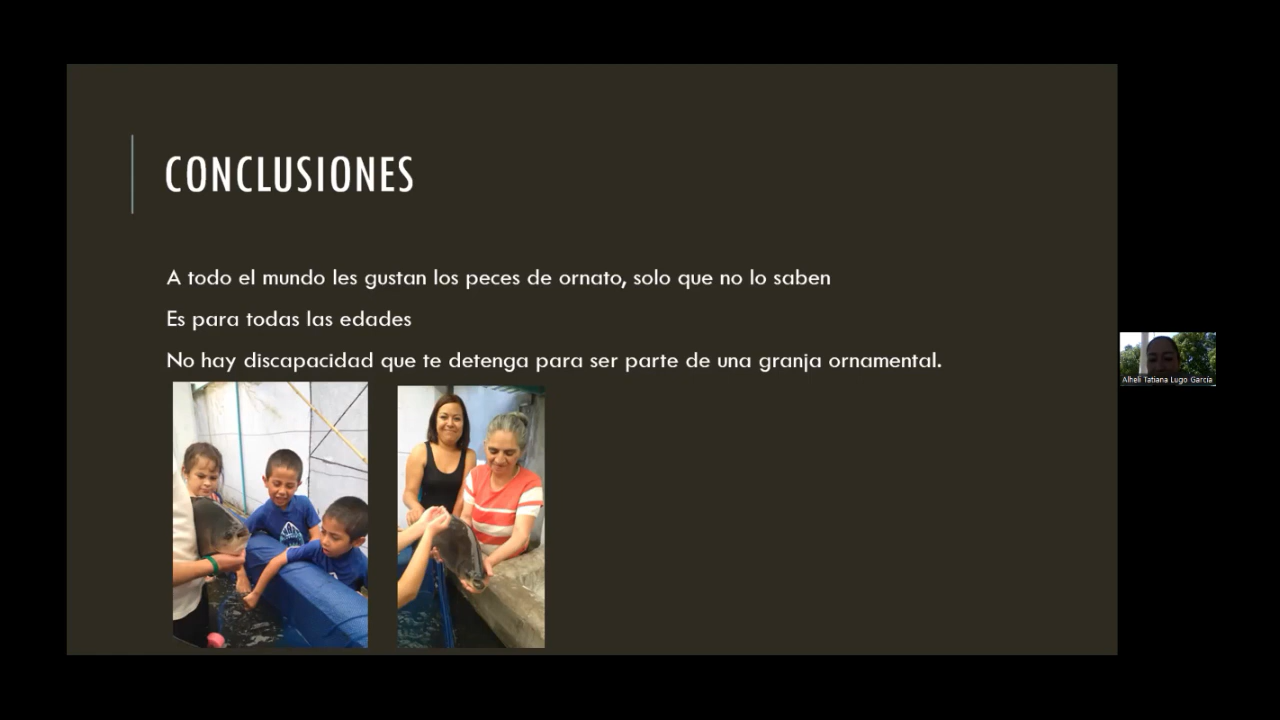 CONCLUSIONES
A todo el mundo les gustan los peces de ornato, solo que no lo saben
Es para todas las edades
No hay discapacidad que te detenga para ser parte de una granja ornamental.
Alheli Tatiana Lugo García